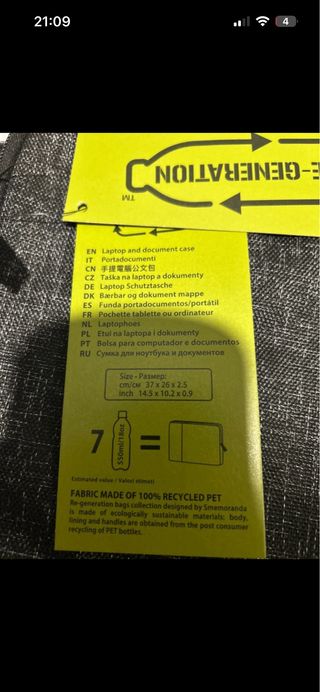 21:09
4
E-GENERATION
TM
EN Laptop and document case
IT Portadocumenti
CN 手提電腦公文包
CZ Taška na laptop a dokumenty
DE Laptop Schutztasche
DK Bærbar og dokument mappe
ES Funda portadocumentos/portátil
FR Pochette tablette ou ordinateur
NL Laptophoes
PL Etui na laptopa i dokumenty
PT Bolsa para computador e documentos
RU Сумка для ноутбука и документов
Size - Размер:
cm/см 37 x 26 x 2.5
inch 14.5 x 10.2 x 0.9
7 550ml/18oz =
Estimated value / Valori stimati
FABRIC MADE OF 100% RECYCLED PET
Re-generation bags collection designed by Smemoranda
is made of ecologically sustainable materials: body,
lining and handles are obtained from the post consumer
recycling of PET bottles.